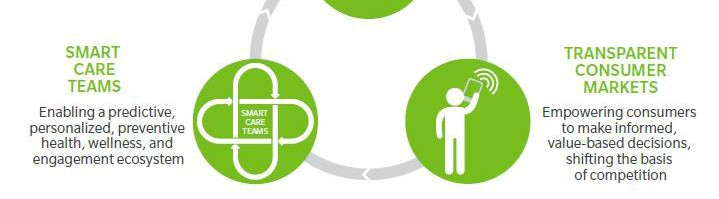 SMART
CARE
TEAMS
Enabling a predictive,
personalized, preventive
health, wellness, and
engagement ecosystem
SMART
CARE
TEAMS
TRANSPARENT
CONSUMER
MARKETS
Empowering consumers
to make informed,
value-based decisions,
shifting the basis
of competition